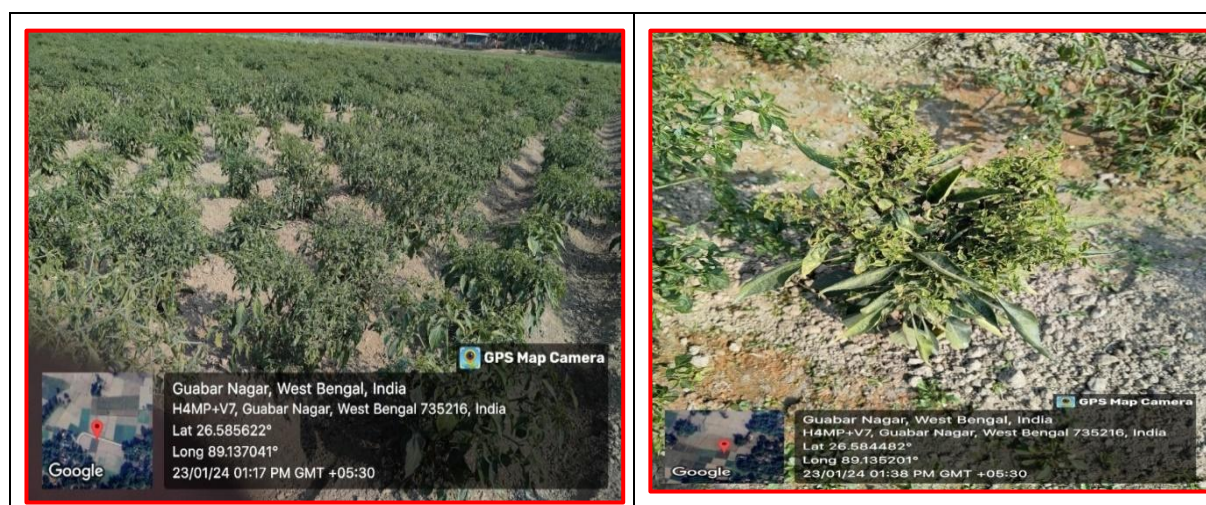 GPS Map Camera
Guabar Nagar, West Bengal, India
H4MP+V7, Guabar Nagar, West Bengal 735216, India
Lat 26.585622°
Long 89.137041°
23/01/24 01:17 PM GMT +05:30
Google
GPS Map Camera
Guabar Nagar, West Bengal, India
H4MP+V7, Guabar Nagar, West Bengal 735216, India
Lat 26.584482°
Long 89.135201°
23/01/24 01:38 PM GMT +05:30
Google